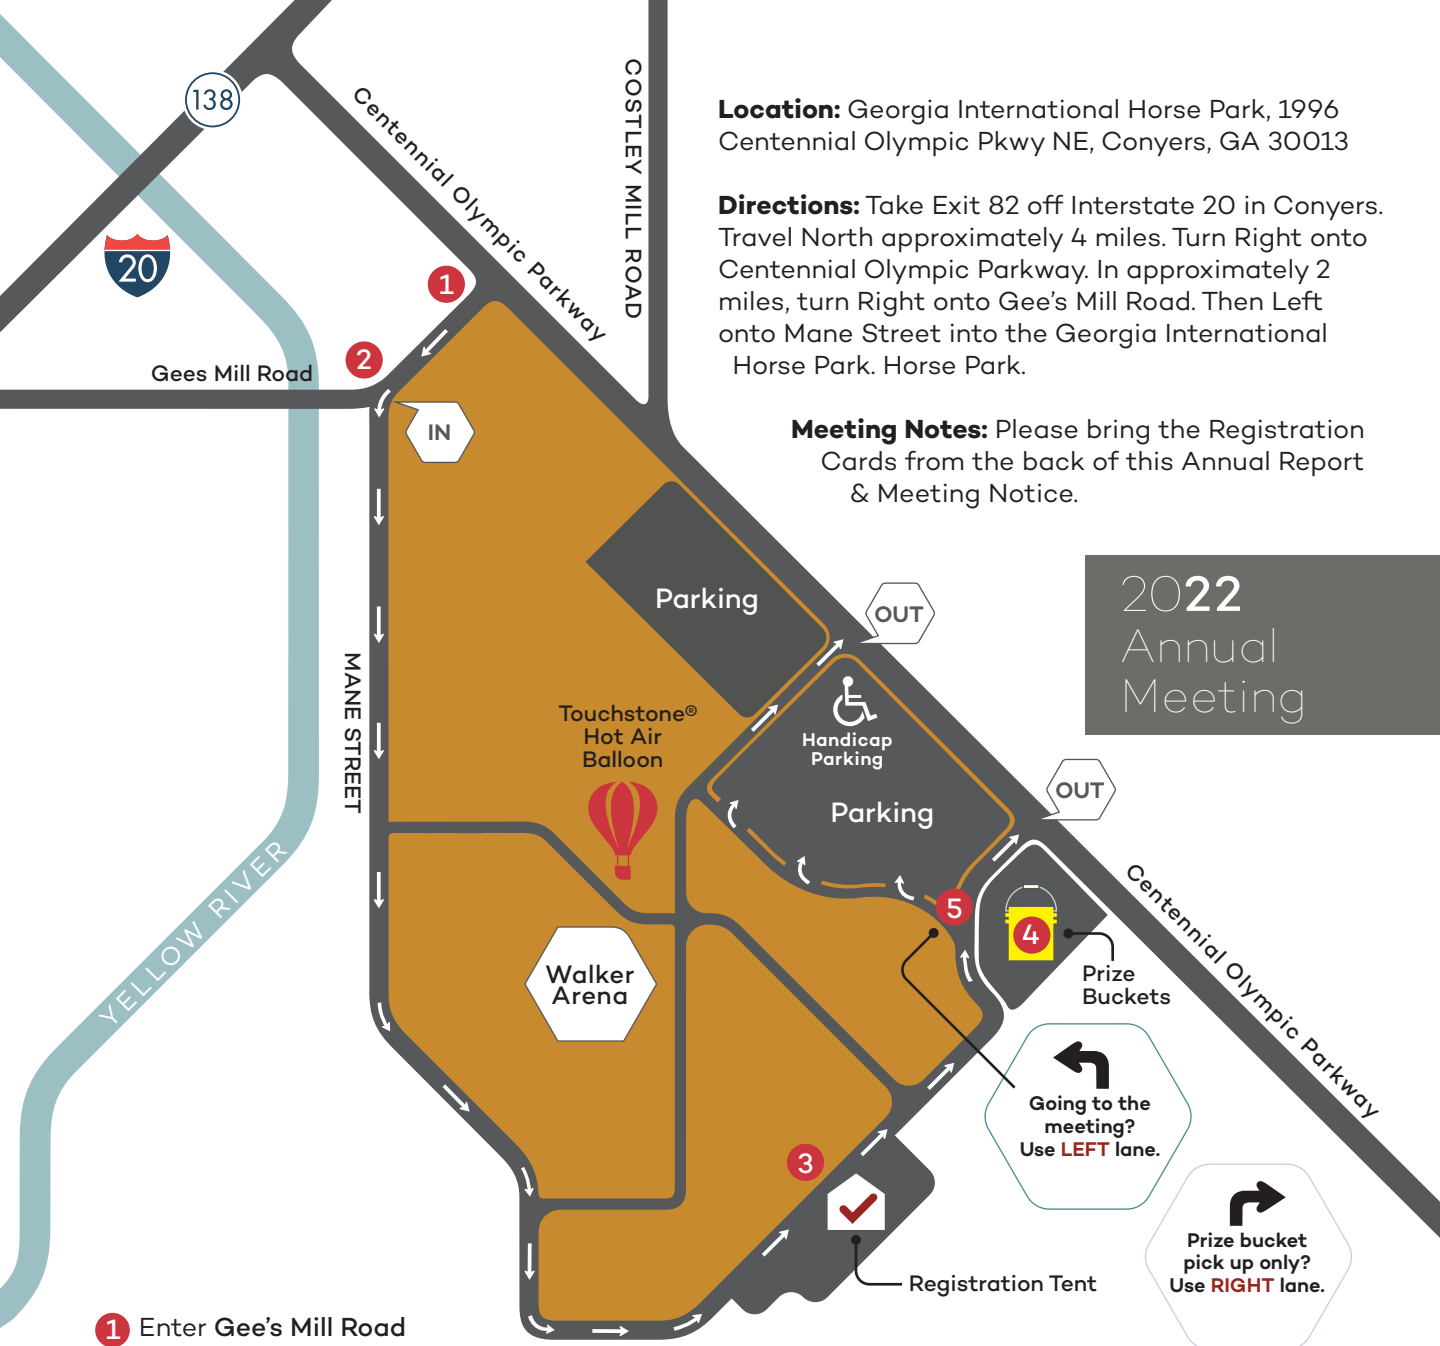 138
20
Centennial Olympic Parkway
COSTLEY MILL ROAD
Location: Georgia International Horse Park, 1996
Centennial Olympic Pkwy NE, Conyers, GA 30013
Directions: Take Exit 82 off Interstate 20 in Conyers.
Travel North approximately 4 miles. Turn Right onto
Centennial Olympic Parkway. In approximately 2
miles, turn Right onto Gee's Mill Road. Then Left
onto Mane Street into the Georgia International
Horse Park. Horse Park.
Meeting Notes: Please bring the Registration
Cards from the back of this Annual Report
& Meeting Notice.
2022
Annual
Meeting
1
2
Gees Mill Road
IN
MANE STREET
YELLOW RIVER
Parking
OUT
Touchstone®
Hot Air
Balloon
Handicap
Parking
Parking
OUT
Centennial Olympic Parkway
5
4
Prize
Buckets
Walker
Arena
Going to the
meeting?
Use LEFT lane.
3
Prize bucket
pick up only?
Use RIGHT lane.
Registration Tent
1 Enter Gee's Mill Road